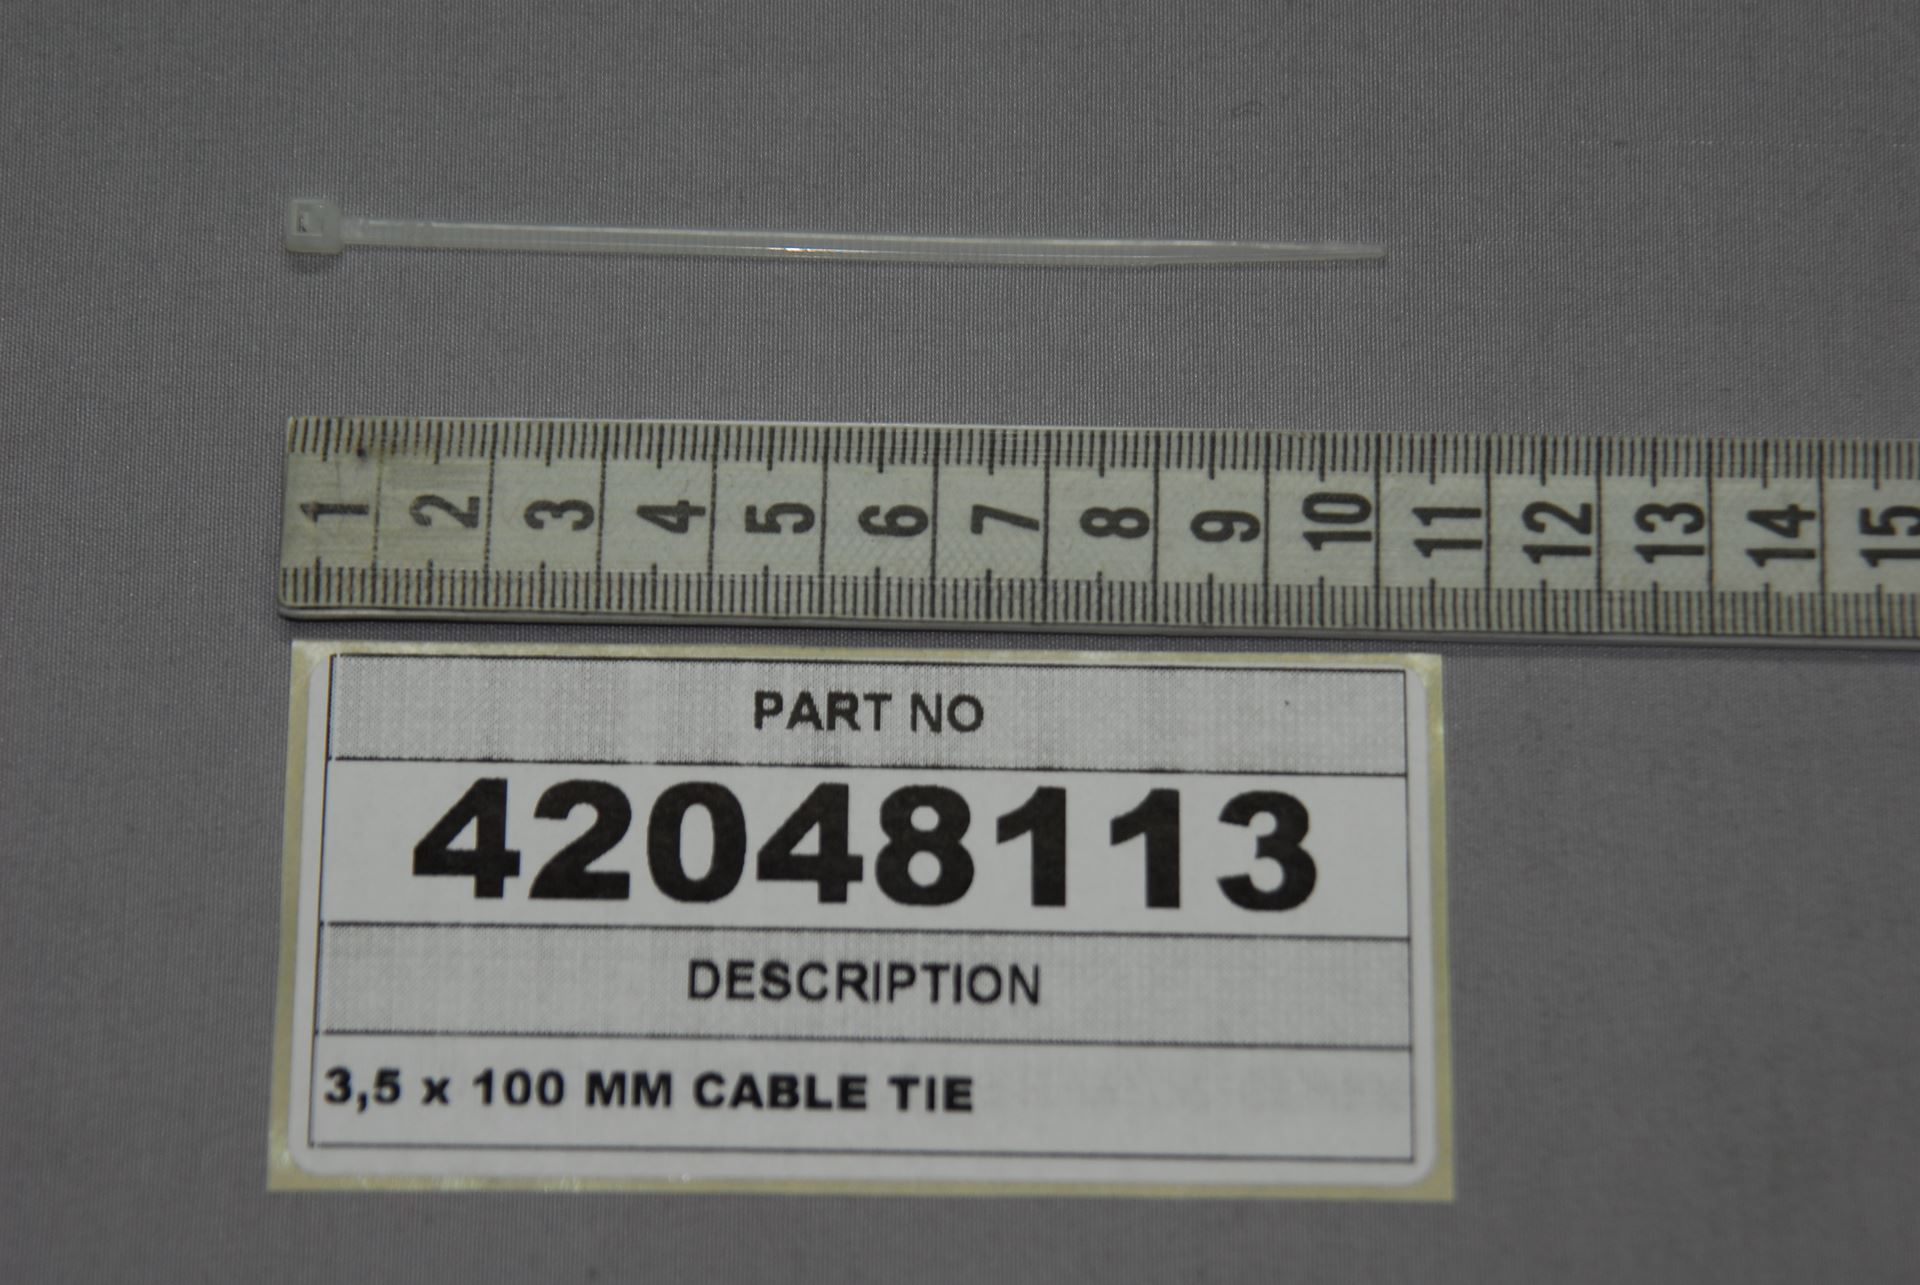 1 2 3 4 5 6 7 8 9 10 11 12 13 14 15
PART NO
42048113
DESCRIPTION
3,5 x 100 MM CABLE TIE